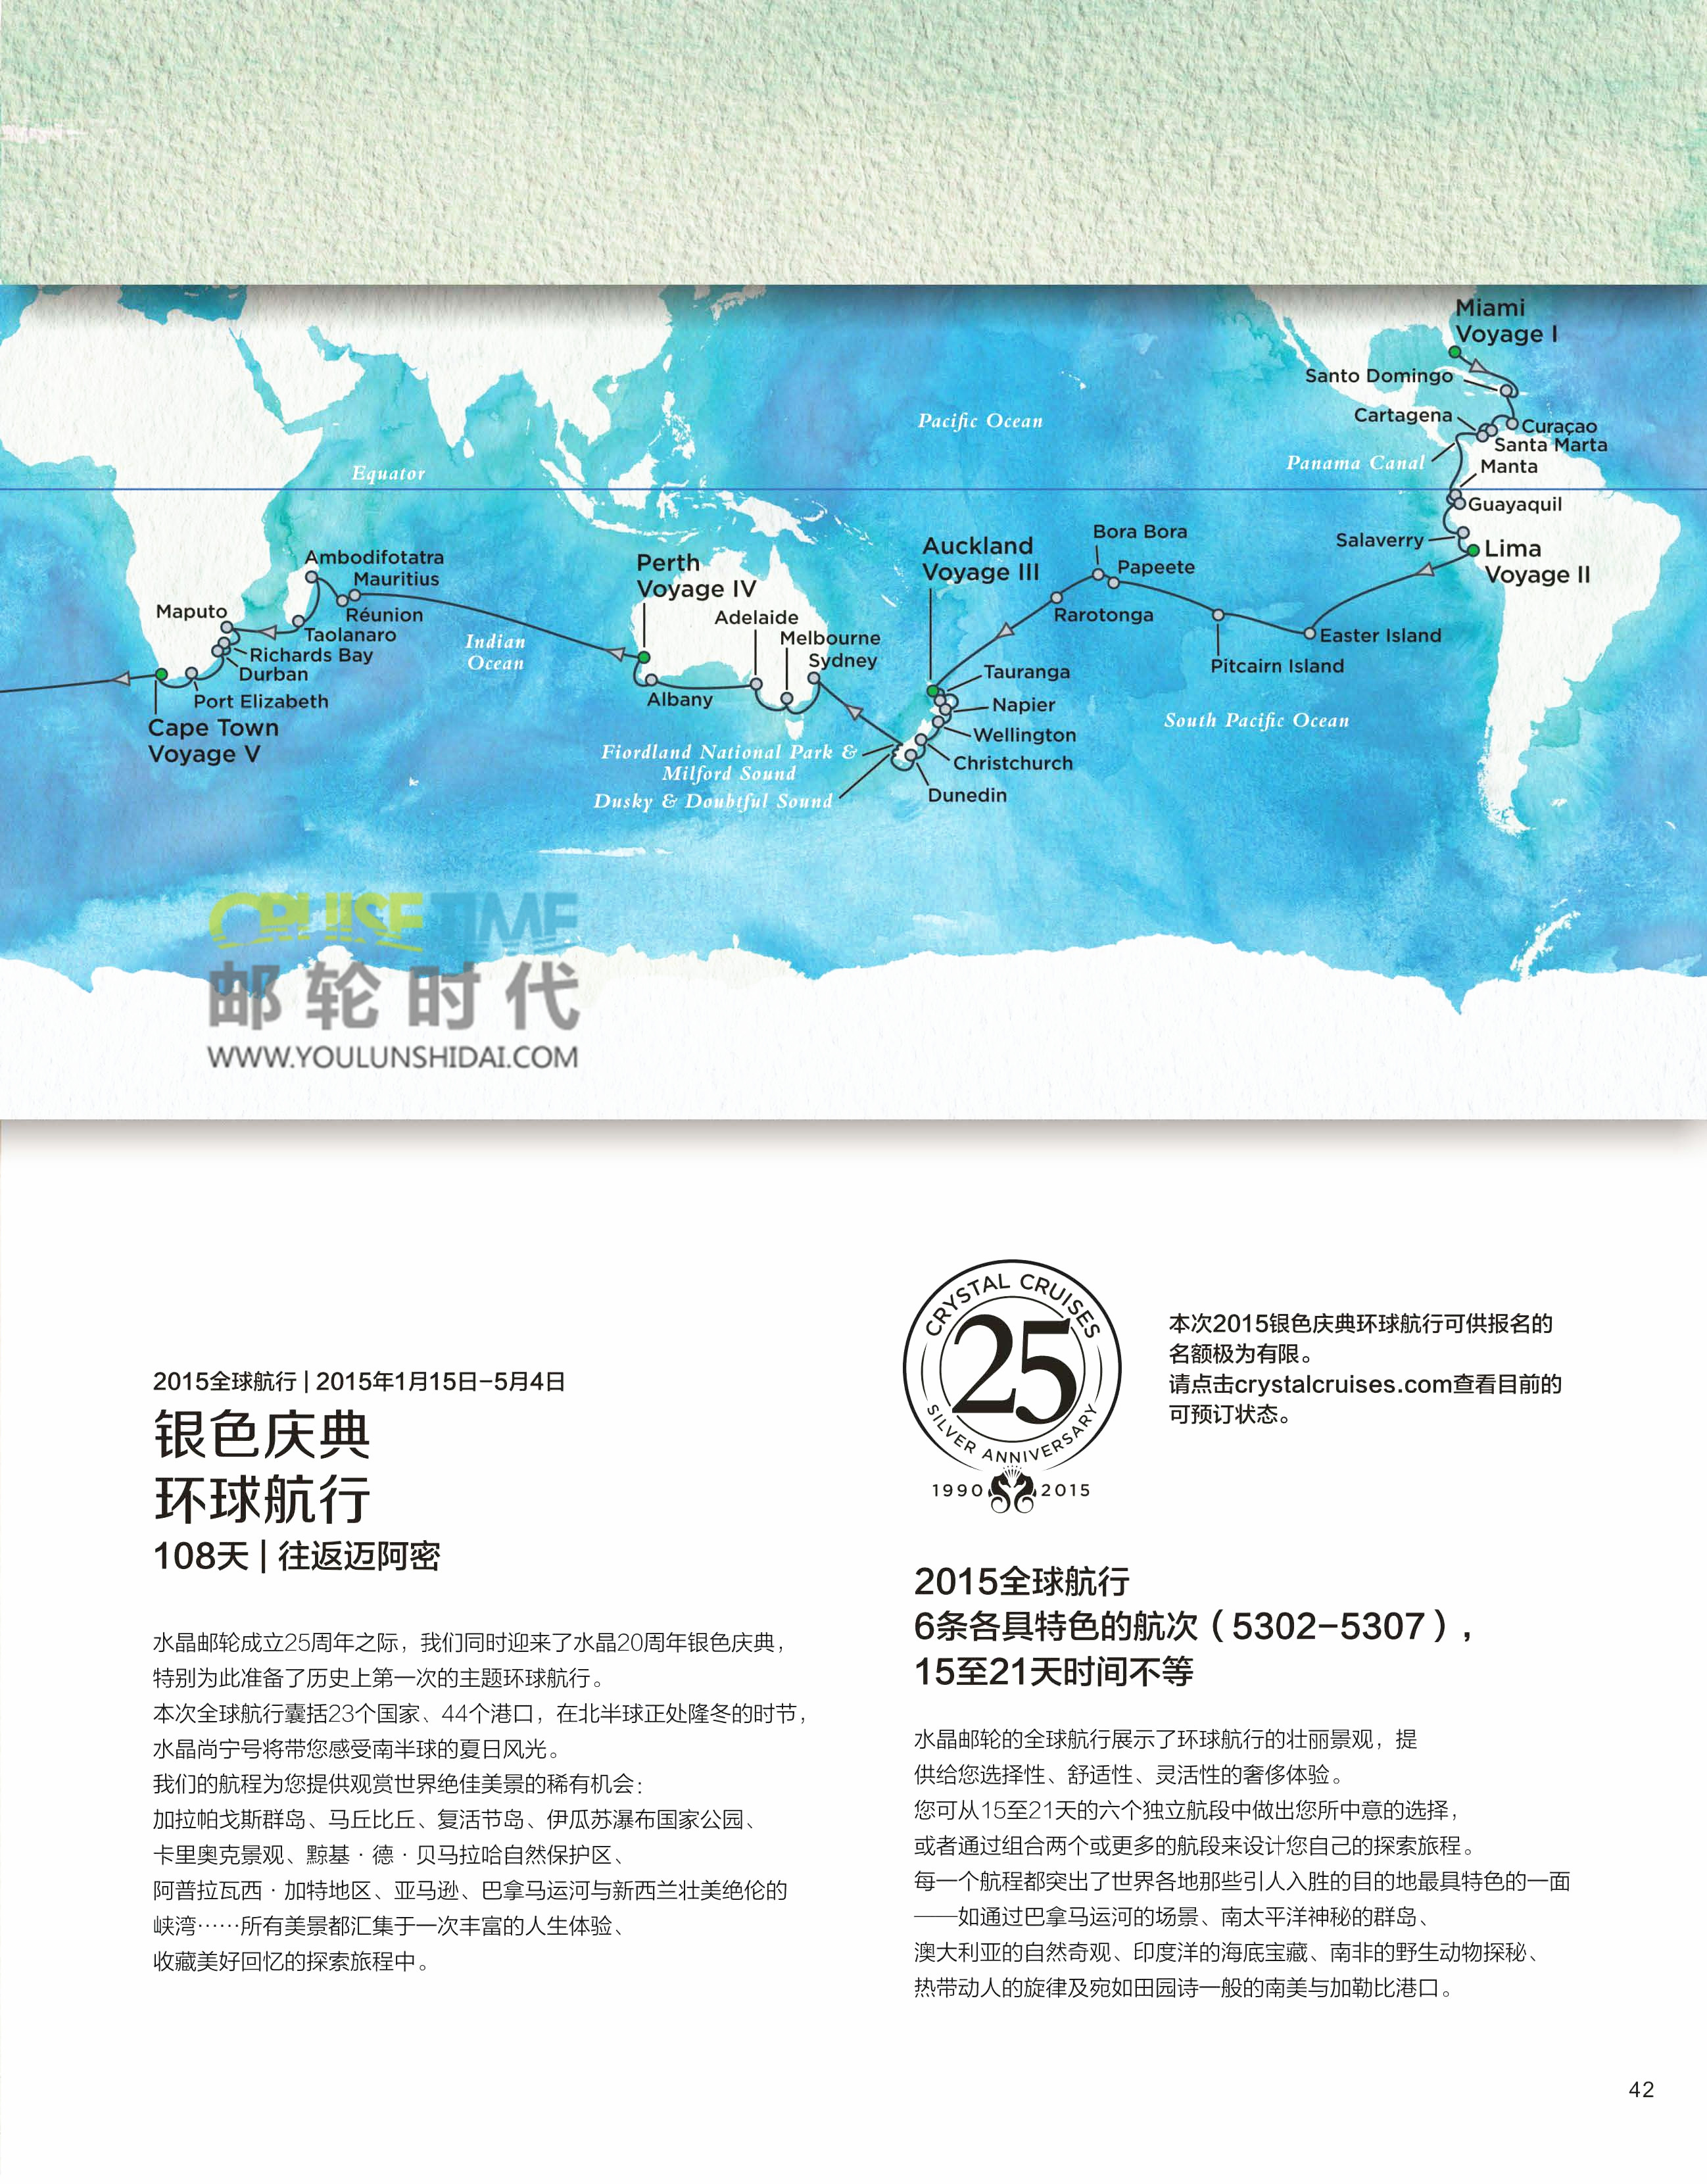 Miami
Voyage I
Santo Domingo
Cartagena
Curaçao
Santa Marta
Panama Canal
Manta
Guayaquil
Salaverry
Lima
Voyage II
Pacific Ocean
Equator
Bora Bora
Papeete
Rarotonga
Easter Island
Pitcairn Island
South Pacific Ocean
Auckland
Voyage III
Tauranga
Napier
Wellington
Christchurch
Dunedin
Fiordland National Park &
Milford Sound
Dusky & Doubtful Sound
Perth
Voyage IV
Adelaide
Melbourne
Sydney
Albany
Indian
Ocean
Ambodifotatra
Mauritius
Réunion
Maputo
Taolanaro
Richards Bay
Durban
Port Elizabeth
Cape Town
Voyage V
CRUISETIME
邮轮时代
WWW.YOULUNSHIDAI.COM
2015全球航行 | 2015年1月15日-5月4日
银色庆典
环球航行
108天 | 往返迈阿密
水晶邮轮成立25周年之际，我们同时迎来了水晶20周年银色庆典，
特别为此准备了历史上第一次的主题环球航行。
本次全球航行囊括23个国家、44个港口，在北半球正处隆冬的时节，
水晶尚宁号将带您感受南半球的夏日风光。
我们的航程为您提供观赏世界绝佳美景的稀有机会：
加拉帕戈斯群岛、马丘比丘、复活节岛、伊瓜苏瀑布国家公园、
卡里奥克景观、黥基·德·贝马拉哈自然保护区、
阿普拉瓦西·加特地区、亚马逊、巴拿马运河与新西兰壮美绝伦的
峡湾……所有美景都汇集于一次丰富的人生体验、
收藏美好回忆的探索旅程中。
CRYSTAL CRUISES
25
SILVER ANNIVERSARY
1990 2015
本次2015银色庆典环球航行可供报名的
名额极为有限。
请点击crystalcruises.com查看目前的
可预订状态。
2015全球航行
6条各具特色的航次（5302-5307），
15至21天时间不等
水晶邮轮的全球航行展示了环球航行的壮丽景观，提
供给您选择性、舒适性、灵活性的奢侈体验。
您可从15至21天的六个独立航段中做出您所中意的选择，
或者通过组合两个或更多的航段来设计您自己的探索旅程。
每一个航程都突出了世界各地那些引人入胜的目的地最具特色的一面
——如通过巴拿马运河的场景、南太平洋神秘的群岛、
澳大利亚的自然奇观、印度洋的海底宝藏、南非的野生动物探秘、
热带动人的旋律及宛如田园诗一般的南美与加勒比港口。
42